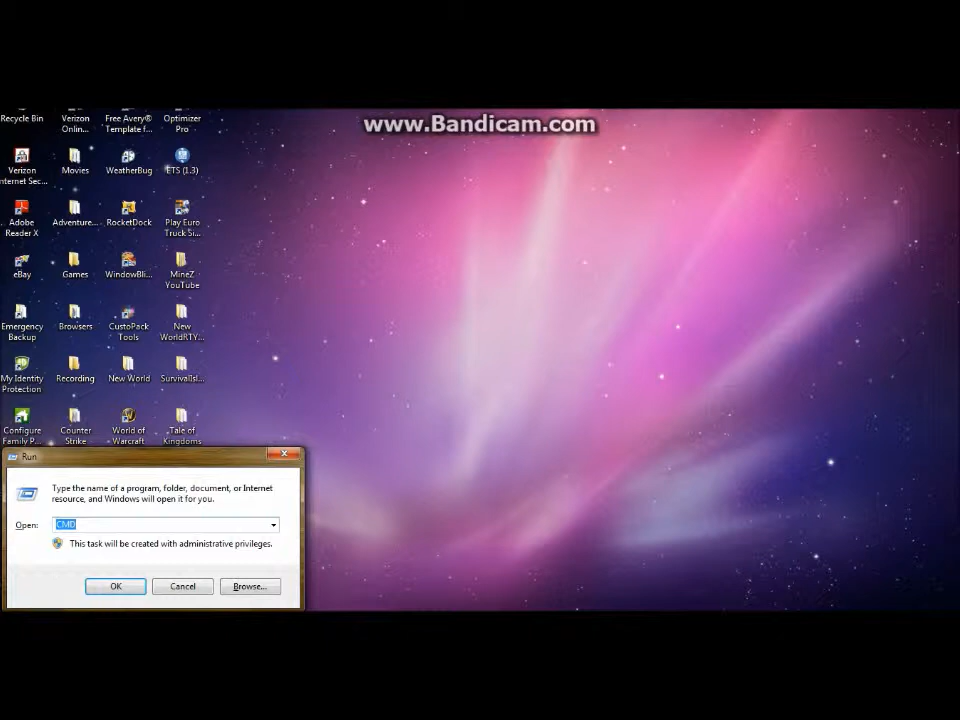 www.Bandicam.com
Recycle Bin
Verizon
Onlin...
Free Avery®
Template f...
Optimizer
Pro
Verizon
nternet Sec...
Movies
WeatherBug
ETS (1.3)
Adobe
Reader X
Adventure...
RocketDock
Play Euro
Truck Si...
eBay
Games
WindowBli...
MineZ
YouTube
Emergency
Backup
Browsers
CustoPack
Tools
New
WorldRTY...
My Identity
Protection
Recording
New World
SurvivalIsl...
Configure
Family P...
Counter
Strike
World of
Warcraft
Tale of
Kingdoms
Run
Type the name of a program, folder, document, or Internet
resource, and Windows will open it for you.
Open: CMD
This task will be created with administrative privileges.
OK Cancel Browse...